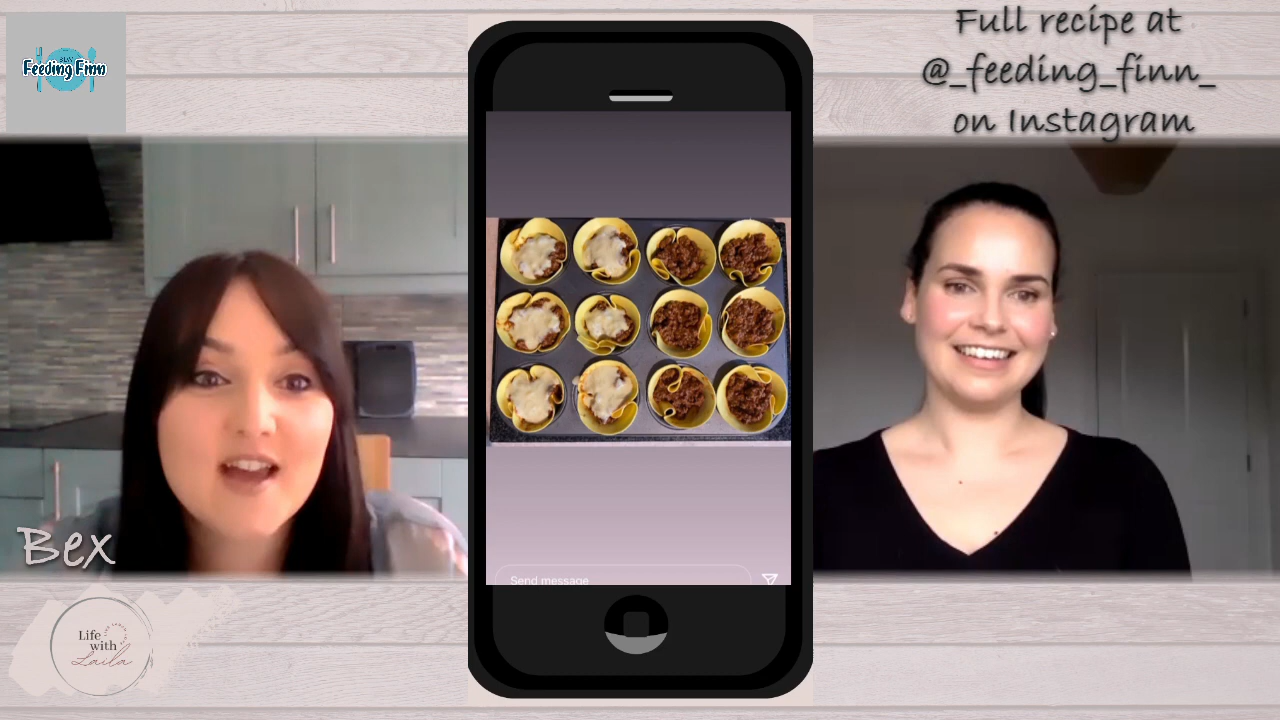 Feeding Finn
Full recipe at
@_feeding_finn_
on Instagram
Send message
Bex
Life
with
Laila